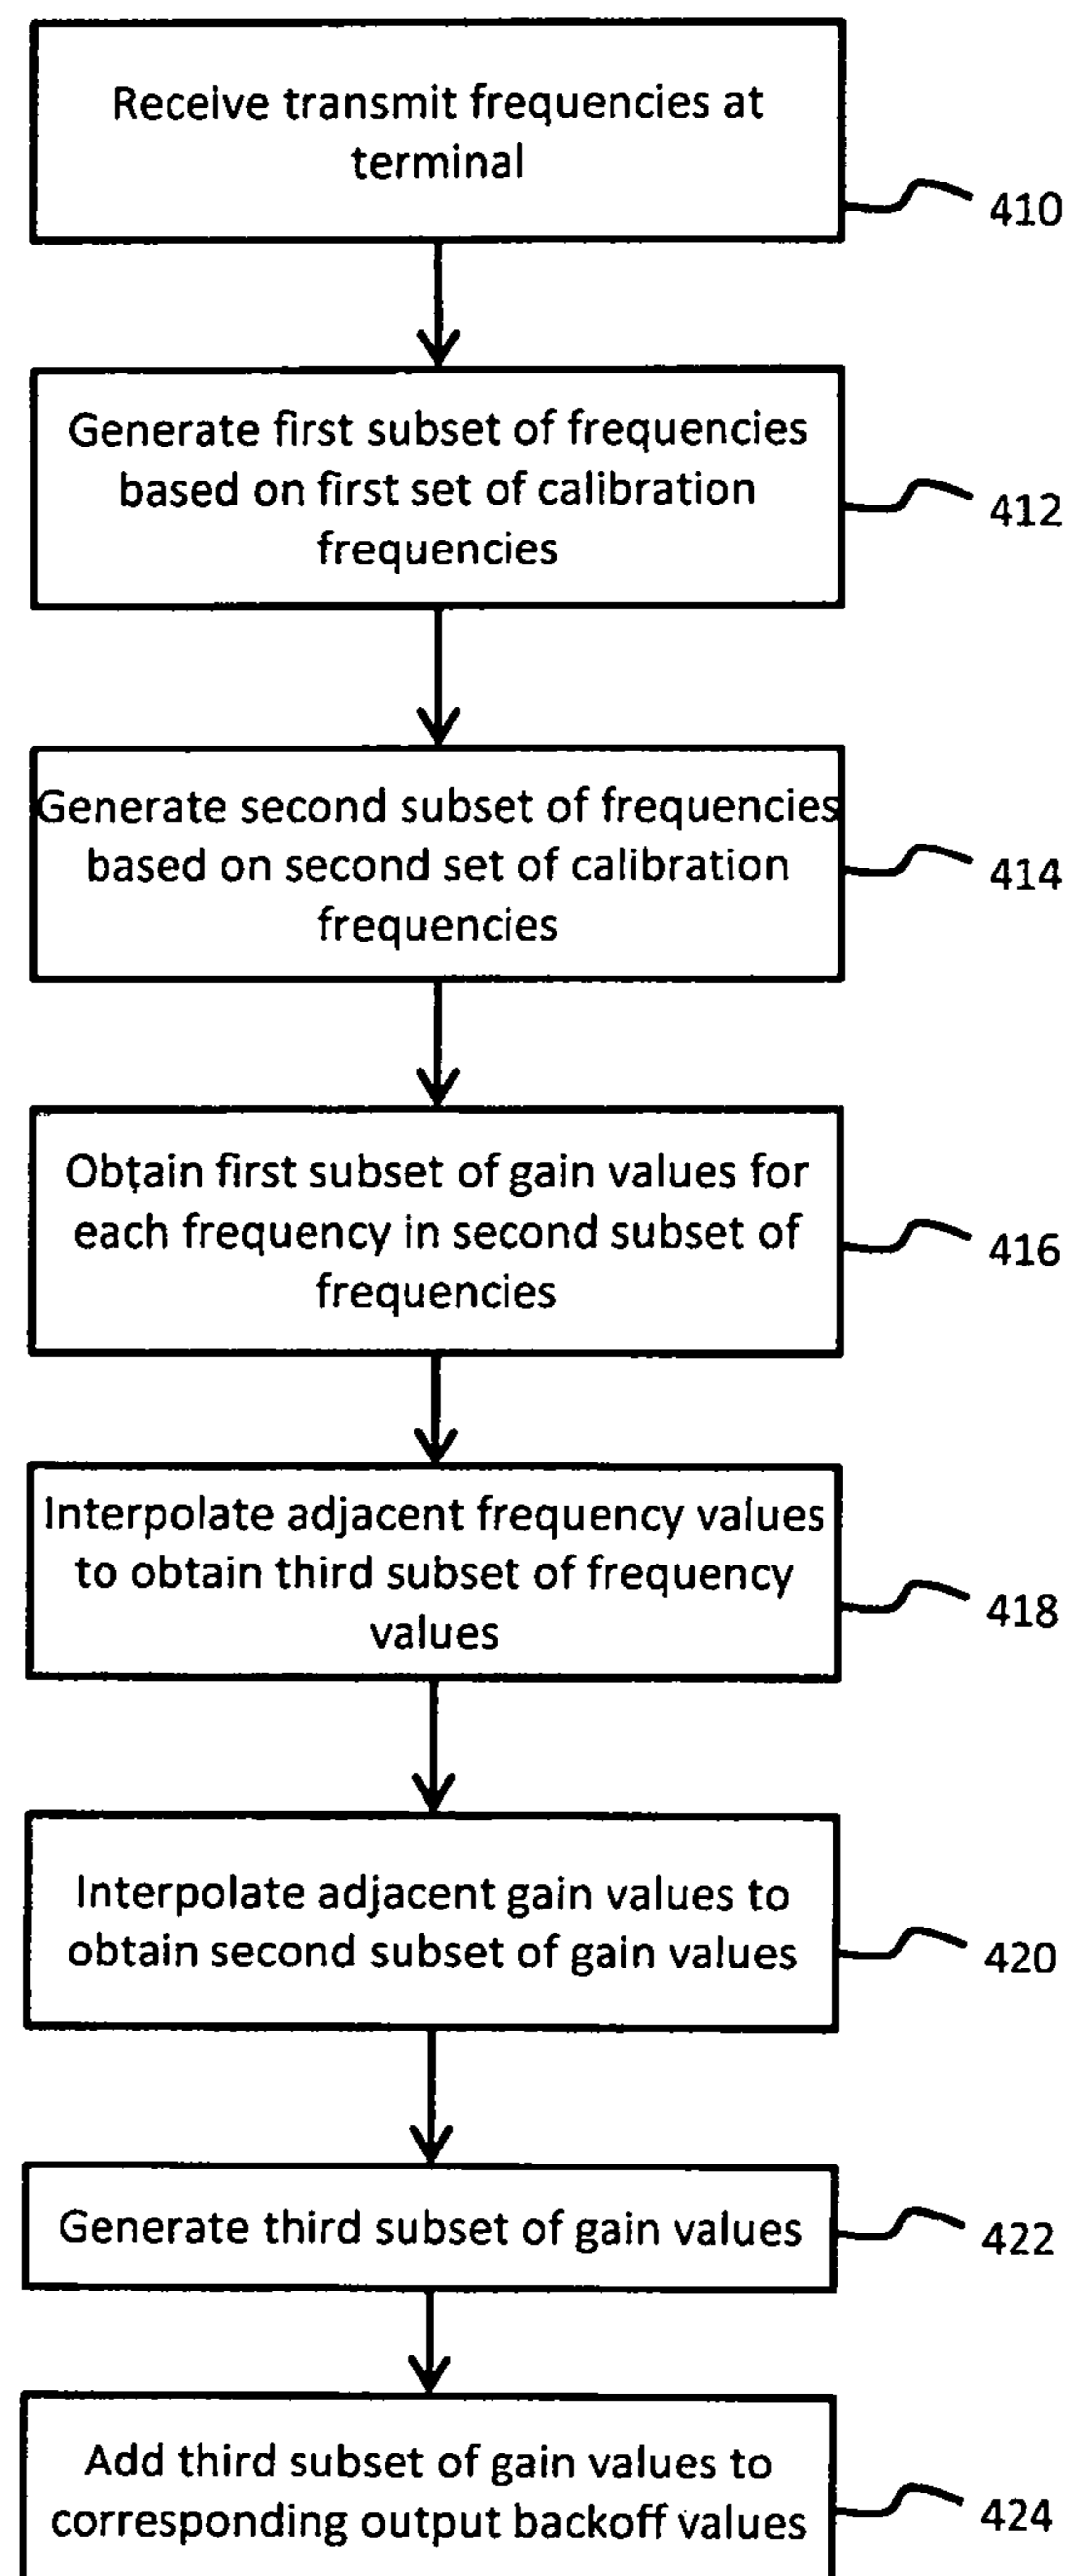 Receive transmit frequencies at
terminal
410
Generate first subset of frequencies
based on first set of calibration
frequencies
412
Generate second subset of frequencies
based on second set of calibration
frequencies
414
Obtain first subset of gain values for
each frequency in second subset of
frequencies
416
Interpolate adjacent frequency values
to obtain third subset of frequency
values
418
Interpolate adjacent gain values to
obtain second subset of gain values
420
Generate third subset of gain values
422
Add third subset of gain values to
corresponding output backoff values
424